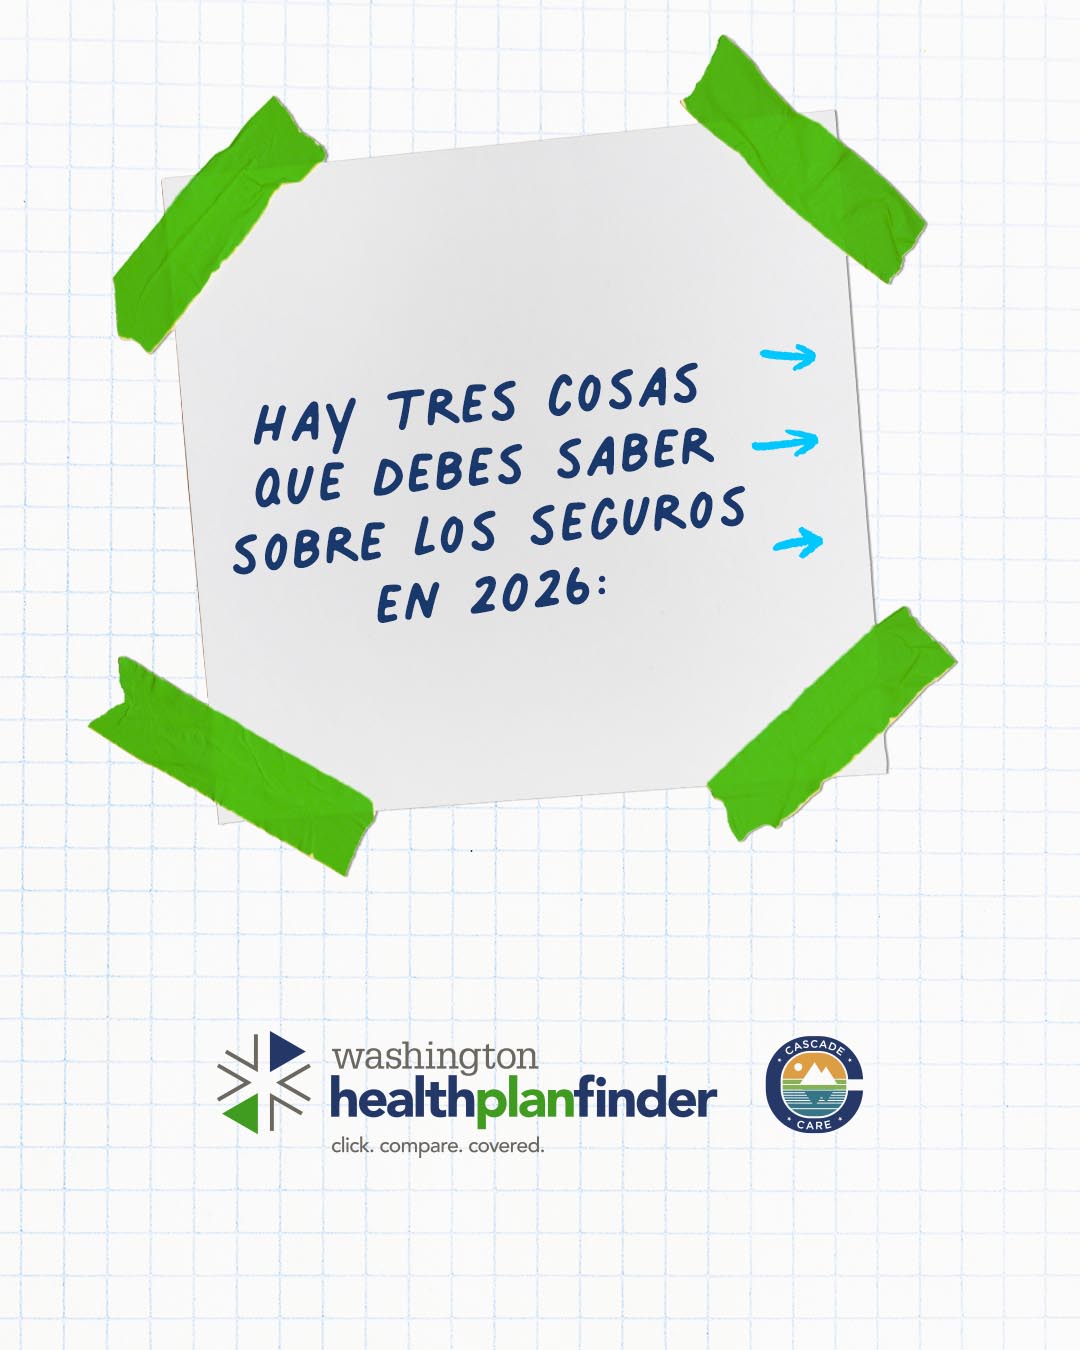 HAY TRES COSAS
QUE DEBES SABER
SOBRE LOS SEGUROS
EN 2026:
washington
healthplanfinder
click. compare. covered.
CASCADE
CARE